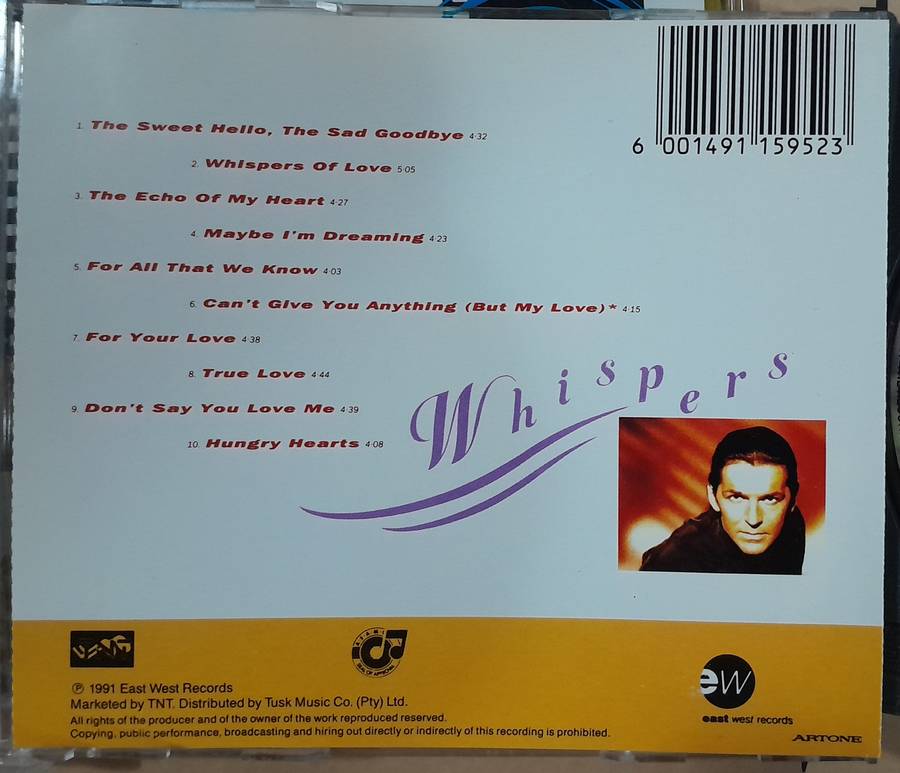 6 001491 159523
1. The Sweet Hello, The Sad Goodbye 4·32
2. Whispers Of Love 5·05
3. The Echo Of My Heart 4·27
4. Maybe I'm Dreaming 4·23
5. For All That We Know 4·03
6. Can't Give You Anything (But My Love)* 4·15
7. For Your Love 4·38
8. True Love 4·44
9. Don't Say You Love Me 4·39
10. Hungry Hearts 4·08
Whispers
ew
east west records
℗ 1991 East West Records
Marketed by TNT. Distributed by Tusk Music Co. (Pty) Ltd.
All rights of the producer and of the owner of the work reproduced reserved.
Copying, public performance, broadcasting and hiring out directly or indirectly of this recording is prohibited.
ARTONE